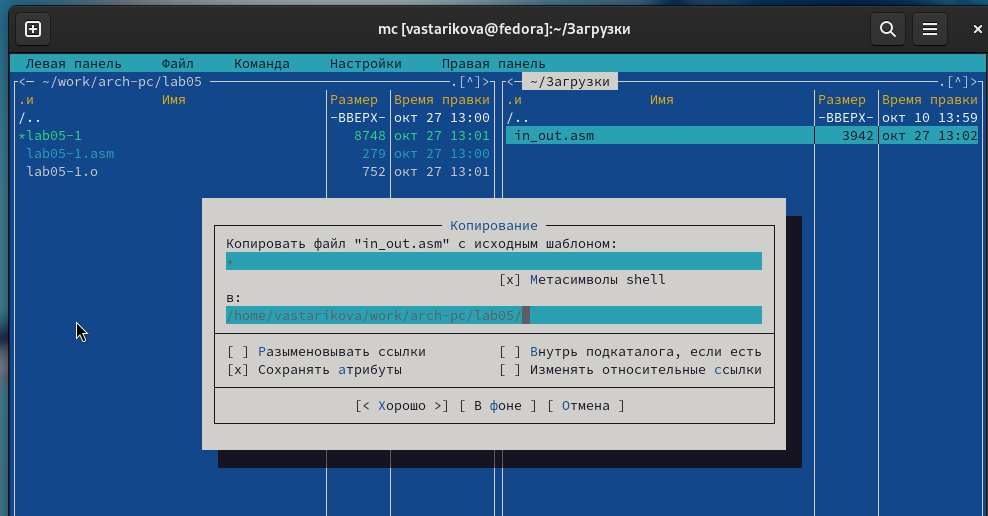 mc [vastarikova@fedora]:~/Загрузки
Левая панель Файл Команда Настройки Правая панель
<— ~/work/arch-pc/lab05 .[^]> <— ~/Загрузки .[^]>
.и Имя Размер Время правки .и Имя Размер Время правки
/.. -ВВЕРХ- окт 27 13:00 /.. -ВВЕРХ- окт 10 13:59
*lab05-1 8748 окт 27 13:01 in_out.asm 3942 окт 27 13:02
lab05-1.asm 279 окт 27 13:00
lab05-1.o 752 окт 27 13:01
Копирование
Копировать файл "in_out.asm" с исходным шаблоном:
*
[x] Метасимволы shell
в:
/home/vastarikova/work/arch-pc/lab05/
[ ] Разыменовывать ссылки [ ] Внутрь подкаталога, если есть
[x] Сохранять атрибуты [ ] Изменять относительные ссылки
[< Хорошо >] [ В фоне ] [ Отмена ]